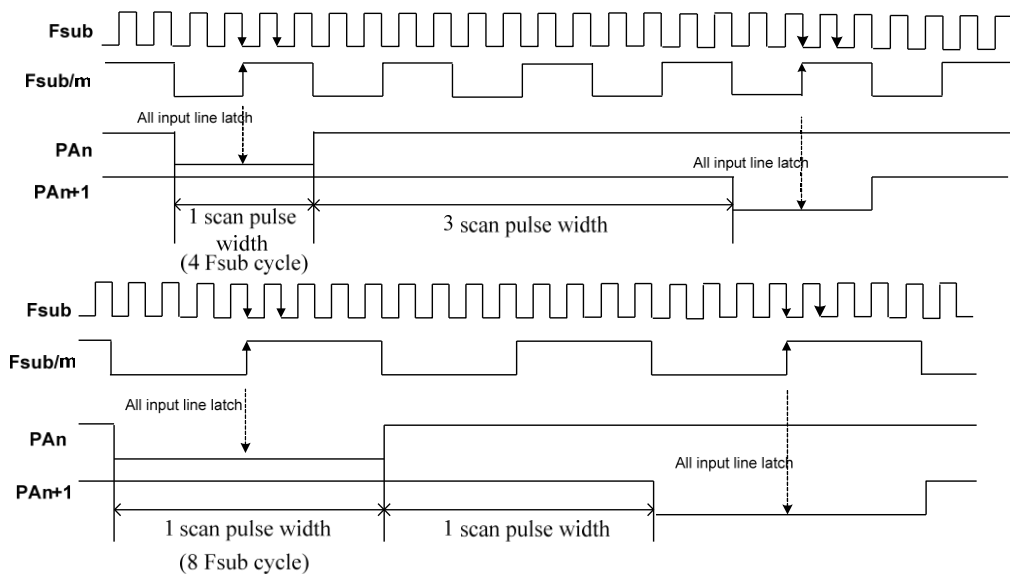 Fsub
Fsub/m
All input line latch
PAn
All input line latch
PAn+1
1 scan pulse
width
(4 Fsub cycle)
3 scan pulse width
Fsub
Fsub/m
All input line latch
PAn
All input line latch
PAn+1
1 scan pulse width
1 scan pulse width
(8 Fsub cycle)